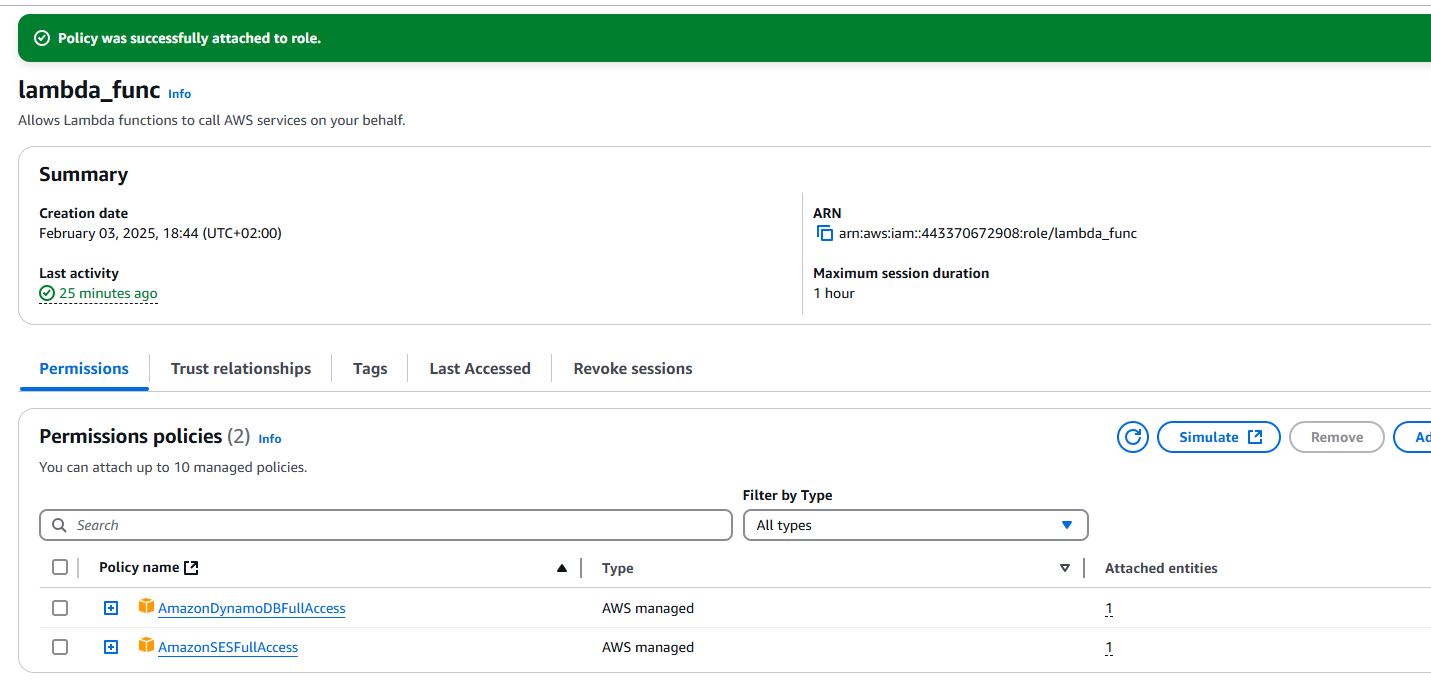 Policy was successfully attached to role.
lambda_func Info
Allows Lambda functions to call AWS services on your behalf.
Summary
Creation date
February 03, 2025, 18:44 (UTC+02:00)
ARN
arn:aws:iam::443370672908:role/lambda_func
Last activity
25 minutes ago
Maximum session duration
1 hour
Permissions Trust relationships Tags Last Accessed Revoke sessions
Permissions policies (2) Info
Simulate Remove
You can attach up to 10 managed policies.
Filter by Type
Search All types
Policy name Type Attached entities
AmazonDynamoDBFullAccess AWS managed 1
AmazonSESFullAccess AWS managed 1